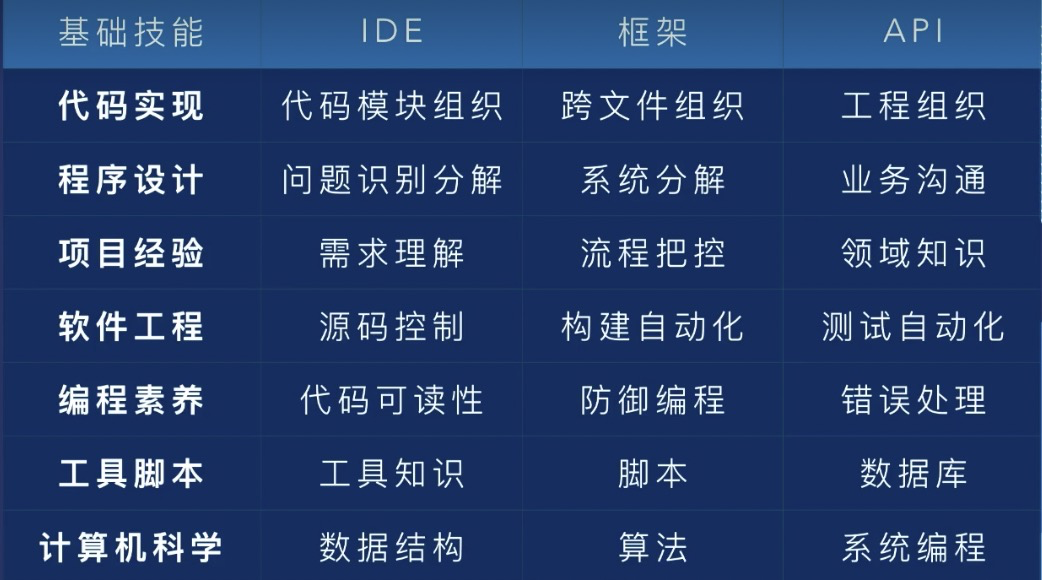 基础技能 IDE 框架 API
代码实现 代码模块组织 跨文件组织 工程组织
程序设计 问题识别分解 系统分解 业务沟通
项目经验 需求理解 流程把控 领域知识
软件工程 源码控制 构建自动化 测试自动化
编程素养 代码可读性 防御编程 错误处理
工具脚本 工具知识 脚本 数据库
计算机科学 数据结构 算法 系统编程